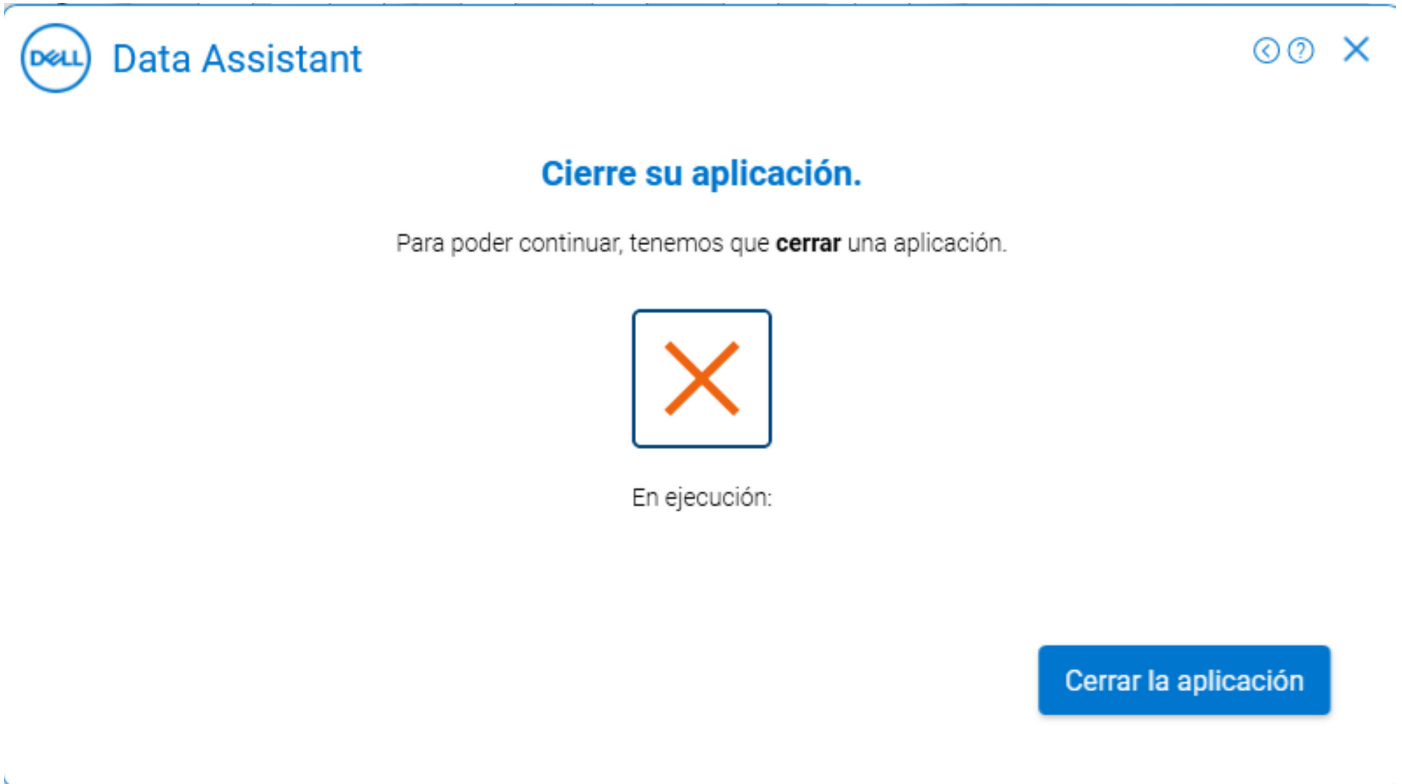 DELL
Data Assistant
Cierre su aplicación.
Para poder continuar, tenemos que cerrar una aplicación.
En ejecución:
Cerrar la aplicación